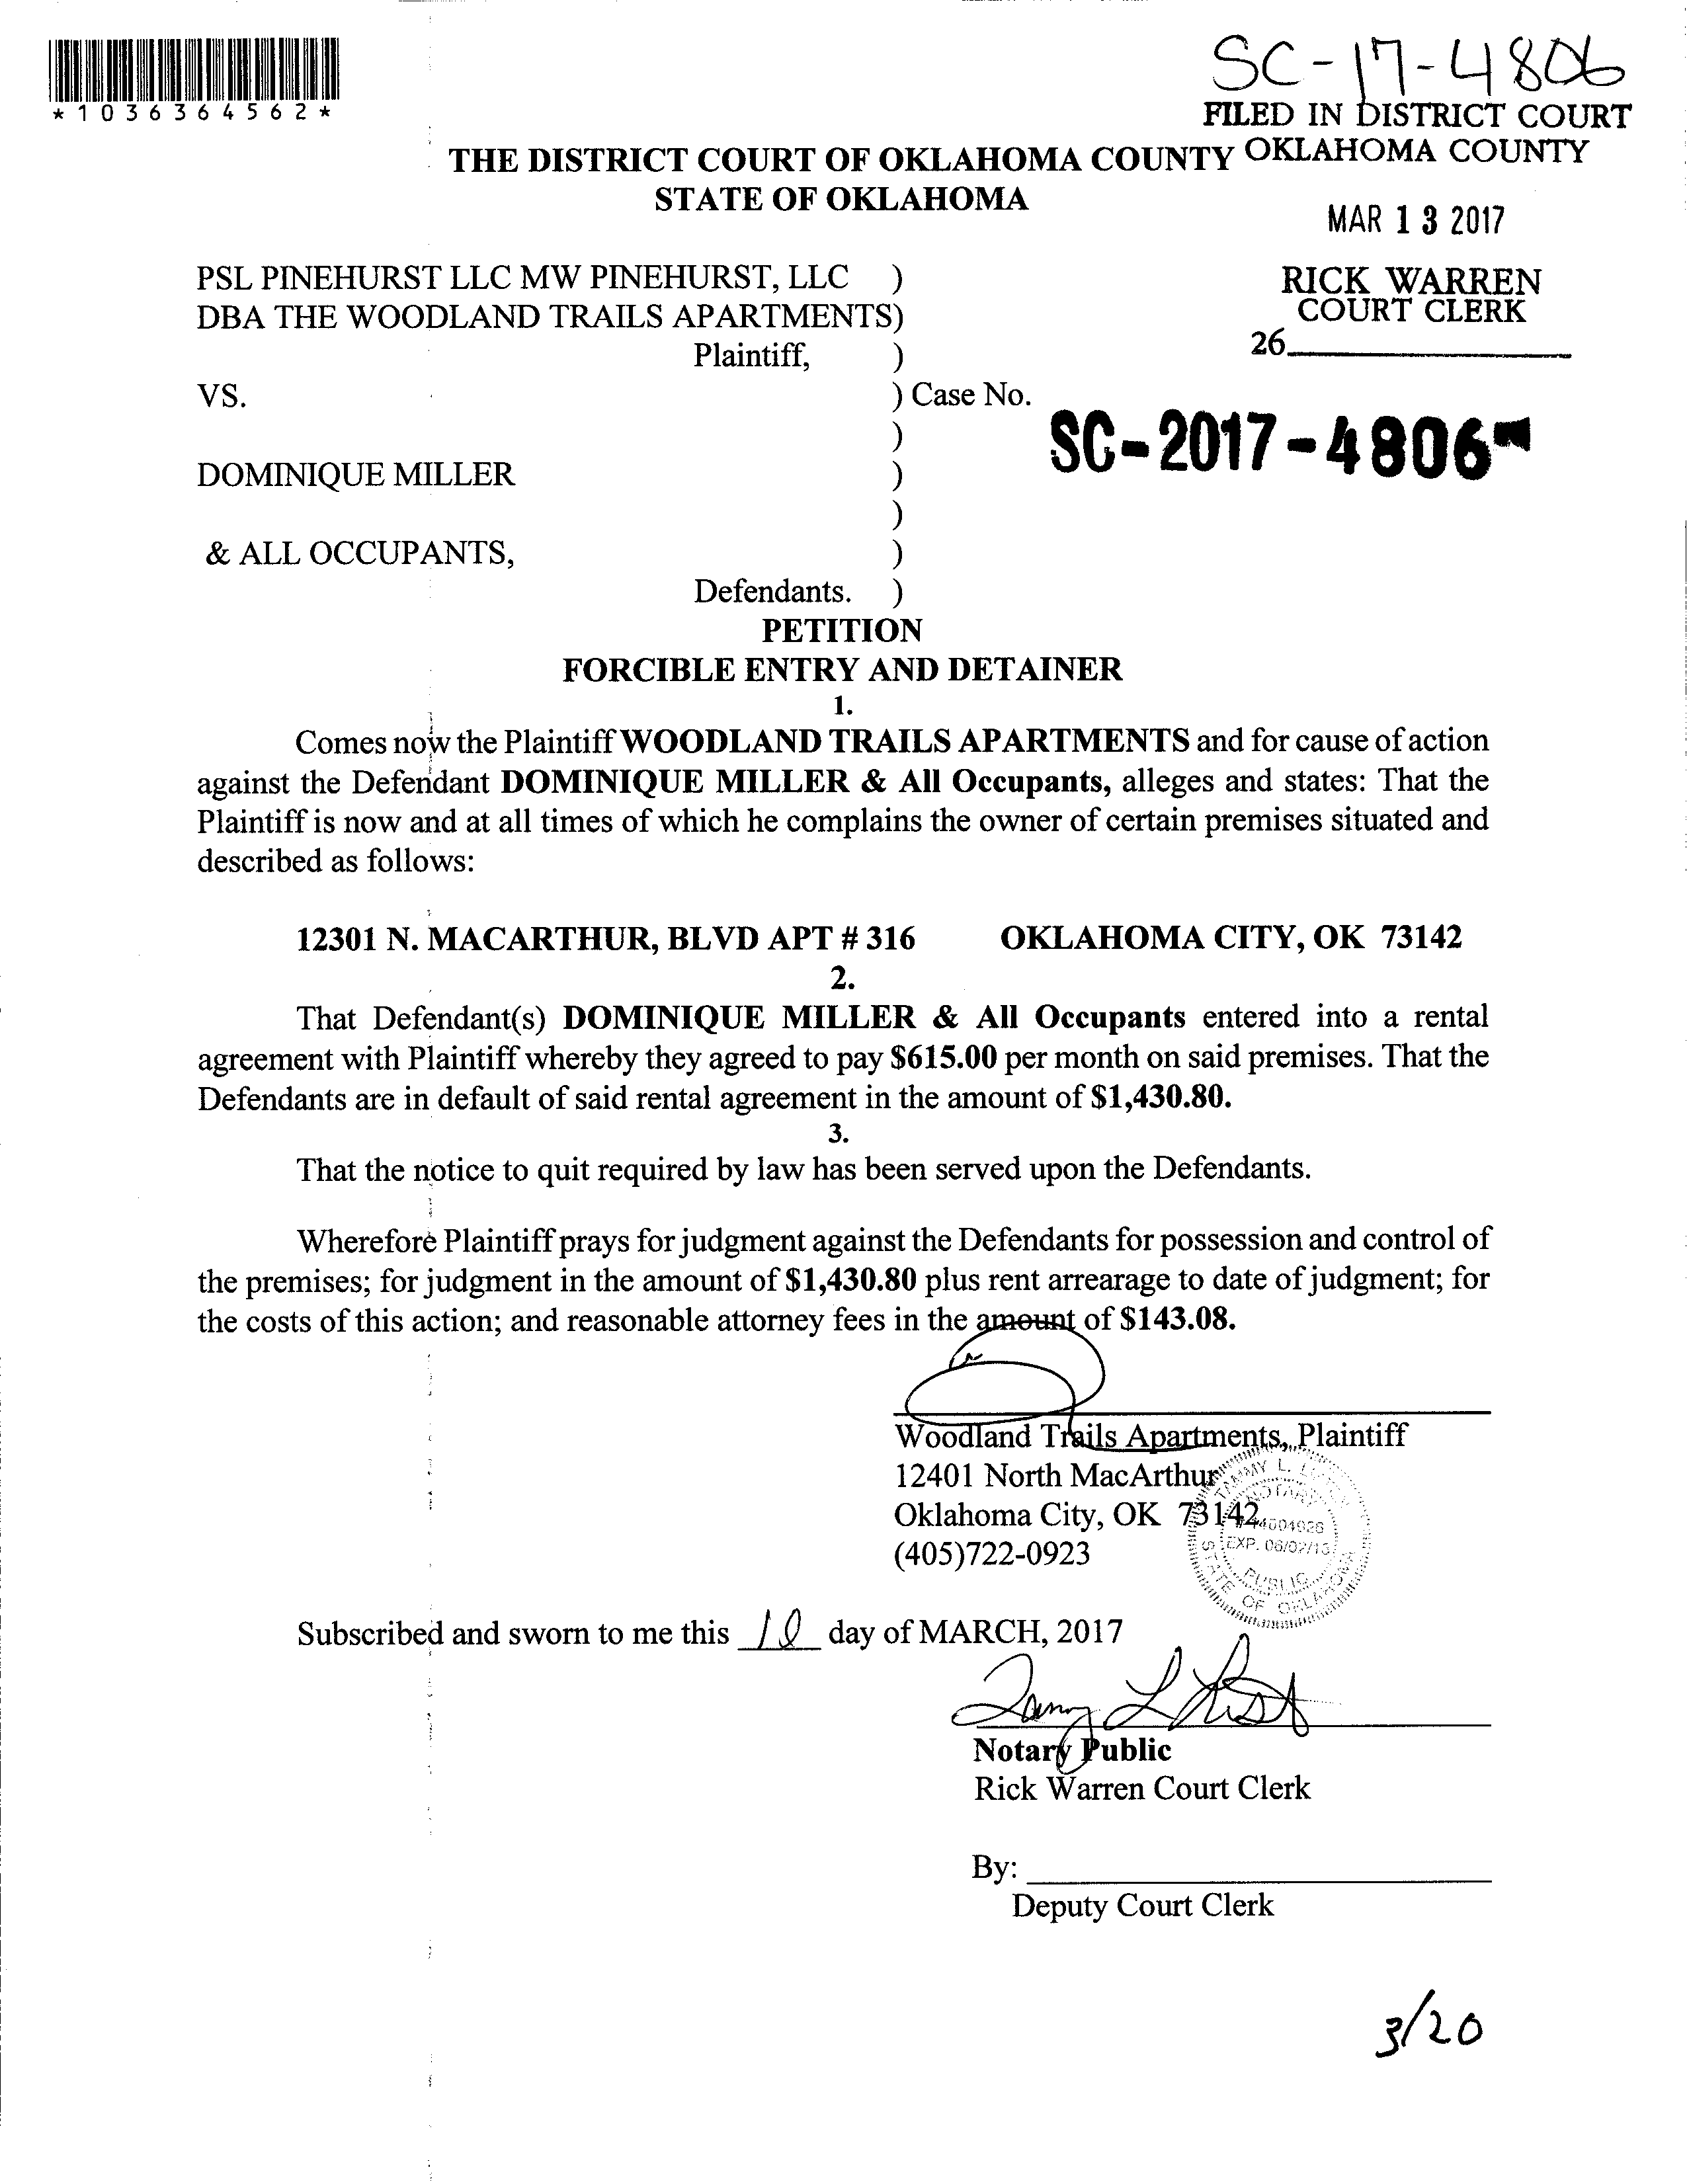 SC-17-4806
*1036364562*
FILED IN DISTRICT COURT
OKLAHOMA COUNTY
THE DISTRICT COURT OF OKLAHOMA COUNTY
STATE OF OKLAHOMA
MAR 13 2017
RICK WARREN
COURT CLERK
26
PSL PINEHURST LLC MW PINEHURST, LLC )
DBA THE WOODLAND TRAILS APARTMENTS)
Plaintiff, )
VS. ) Case No.
)
SC-2017-4806
DOMINIQUE MILLER )
)
& ALL OCCUPANTS, )
Defendants. )
PETITION
FORCIBLE ENTRY AND DETAINER
1.
Comes now the Plaintiff WOODLAND TRAILS APARTMENTS and for cause of action
against the Defendant DOMINIQUE MILLER & All Occupants, alleges and states: That the
Plaintiff is now and at all times of which he complains the owner of certain premises situated and
described as follows:
12301 N. MACARTHUR, BLVD APT # 316 OKLAHOMA CITY, OK 73142
2.
That Defendant(s) DOMINIQUE MILLER & All Occupants entered into a rental
agreement with Plaintiff whereby they agreed to pay $615.00 per month on said premises. That the
Defendants are in default of said rental agreement in the amount of $1,430.80.
3.
That the notice to quit required by law has been served upon the Defendants.
Wherefore Plaintiff prays for judgment against the Defendants for possession and control of
the premises; for judgment in the amount of $1,430.80 plus rent arrearage to date of judgment; for
the costs of this action; and reasonable attorney fees in the amount of $143.08.
Woodland Trails Apartments, Plaintiff
12401 North MacArthur
Oklahoma City, OK 73142
(405)722-0923
TAMMY L.
NOTARY
PUBLIC
STATE OF OKLAHOMA
Subscribed and sworn to me this 10 day of MARCH, 2017
Tammy L
Notary Public
Rick Warren Court Clerk
By:
Deputy Court Clerk
3/20